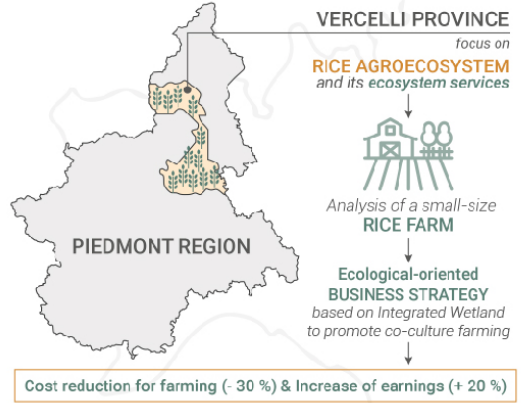 VERCELLI PROVINCE
focus on
RICE AGROECOSYSTEM
and its ecosystem services
Analysis of a small-size
RICE FARM
PIEDMONT REGION
Ecological-oriented
BUSINESS STRATEGY
based on Integrated Wetland
to promote co-culture farming
Cost reduction for farming (- 30 %) & Increase of earnings (+ 20 %)